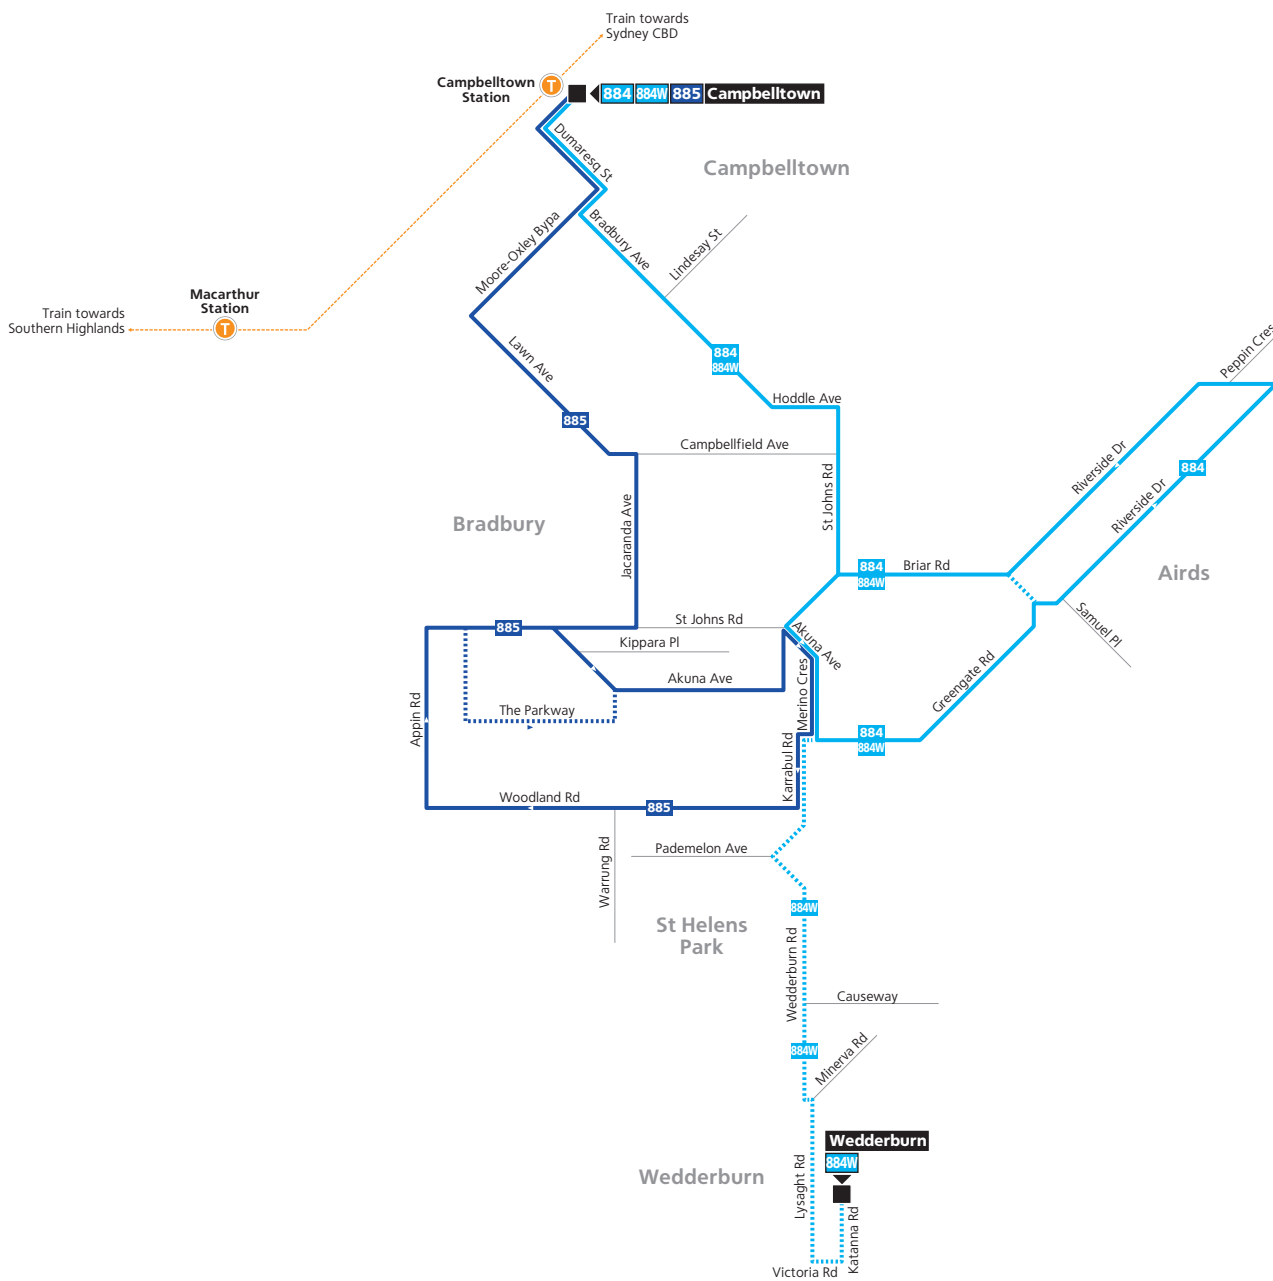 Train towards
Sydney CBD
Campbelltown
Station
T
884 884W 885 Campbelltown
Dumaresq St
Campbelltown
Moore-Oxley Bypa
Bradbury Ave
Lindesay St
Macarthur
Station
Train towards
Southern Highlands
T
Lawn Ave
884
884W
Peppin Cres
Hoddle Ave
885
Campbellfield Ave
St Johns Rd
Riverside Dr
884
Riverside Dr
Bradbury
Jacaranda Ave
884
884W
Briar Rd
Airds
885
St Johns Rd
Kippara Pl
Akuna Ave
Samuel Pl
Akuna Ave
Merino Cres
Greengate Rd
The Parkway
Appin Rd
884
884W
Karrabul Rd
Woodland Rd
885
Warrung Rd
Pademelon Ave
884W
St Helens
Park
Wedderburn Rd
Causeway
884W
Minerva Rd
Wedderburn
884W
Wedderburn
Lysaght Rd
Katanna Rd
Victoria Rd